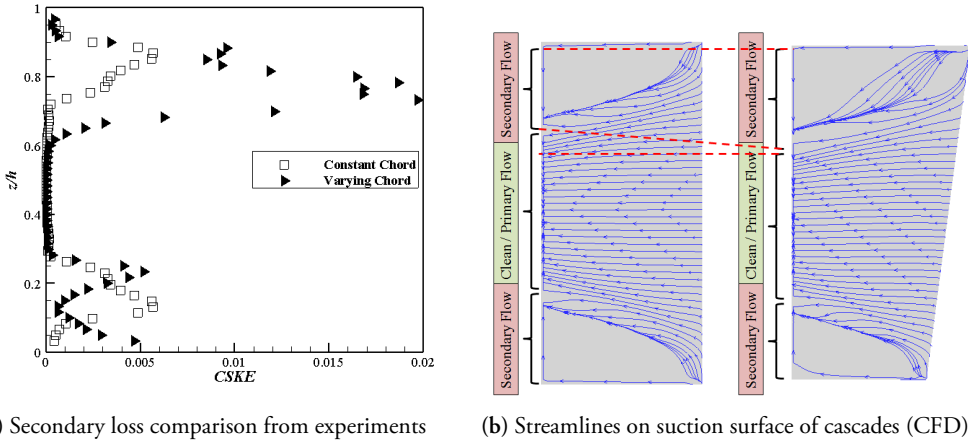 1
0.8
0.6
0.4
0.2
0
z/h
Constant Chord
Varying Chord
0
0.005
0.01
0.015
0.02
CSKE
) Secondary loss comparison from experiments
Secondary Flow
Clean / Primary Flow
Secondary Flow
Secondary Flow
Clean / Primary Flow
Secondary Flow
(b) Streamlines on suction surface of cascades (CFD)